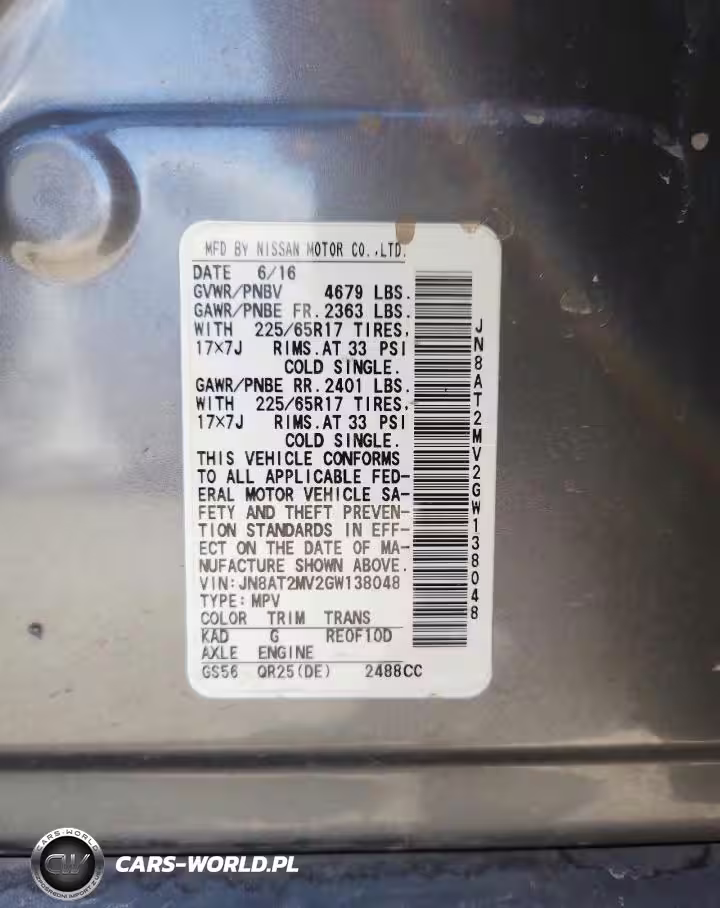 MFD BY NISSAN MOTOR CO.,LTD.
DATE 6/16
GVWR/PNBV 4679 LBS.
GAWR/PNBE FR. 2363 LBS.
WITH 225/65R17 TIRES,
17×7J RIMS.AT 33 PSI
COLD SINGLE.
GAWR/PNBE RR. 2401 LBS.
WITH 225/65R17 TIRES,
17×7J RIMS.AT 33 PSI
COLD SINGLE.
THIS VEHICLE CONFORMS
TO ALL APPLICABLE FED-
ERAL MOTOR VEHICLE SA-
FETY AND THEFT PREVEN-
TION STANDARDS IN EFF-
ECT ON THE DATE OF MA-
NUFACTURE SHOWN ABOVE.
VIN:JN8AT2MV2GW138048
TYPE: MPV
COLOR TRIM TRANS
KAD G RE0F10D
AXLE ENGINE
GS56 QR25(DE) 2488CC
JN8AT2MV2GW138048
CARS-WORLD
CW
CARS-WORLD.PL